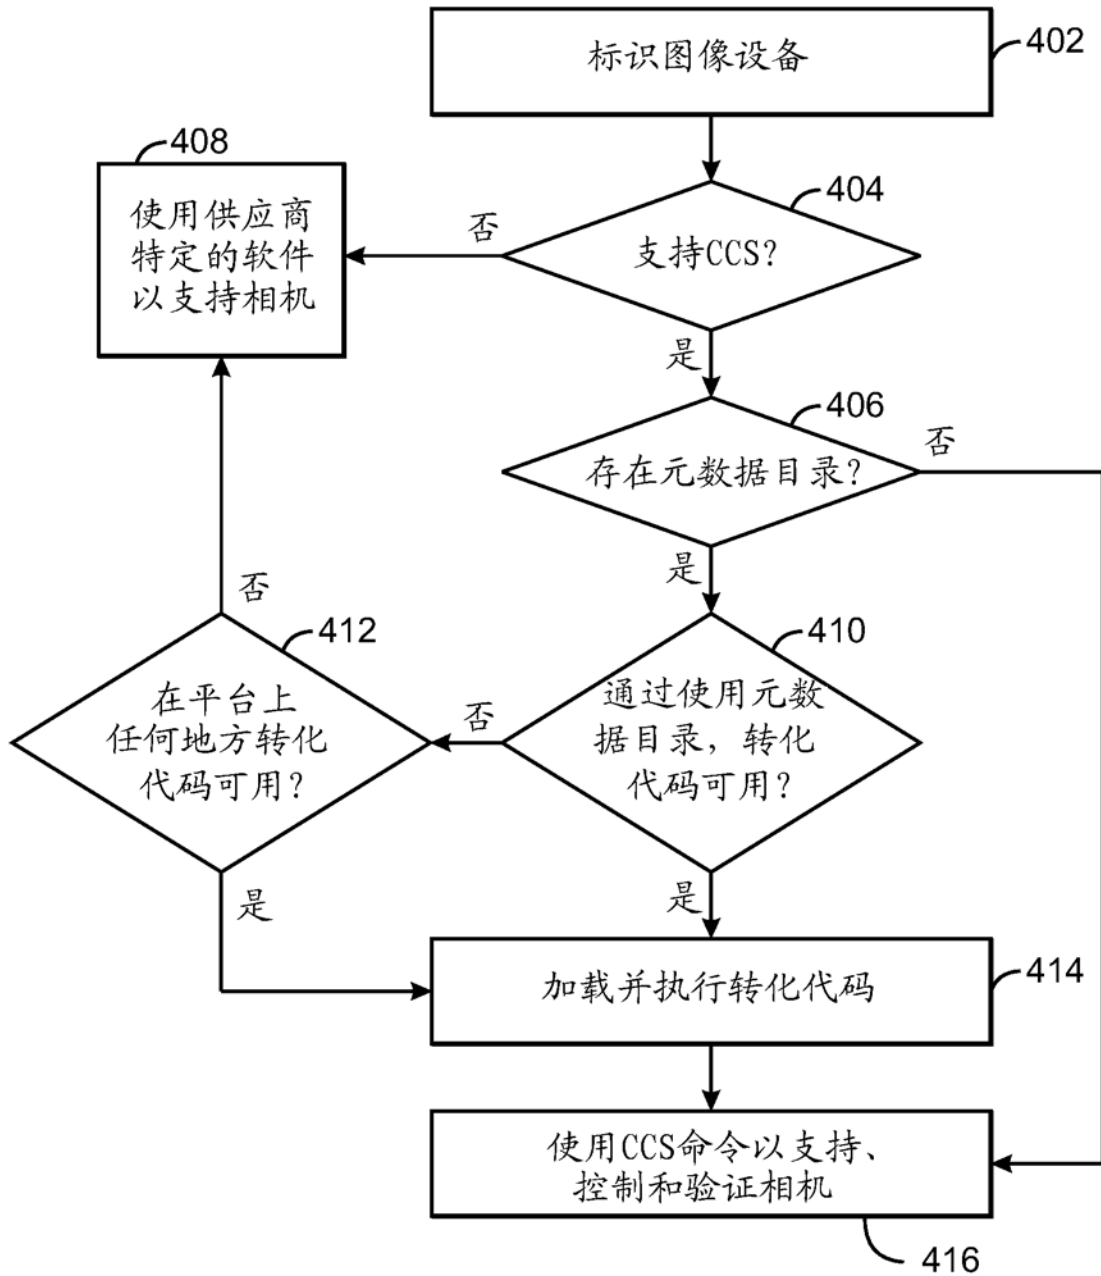 标识图像设备
402
408
使用供应商
特定的软件
以支持相机
否
404
支持CCS?
是
406
存在元数据目录?
否
是
否
412
在平台上
任何地方转化
代码可用?
否
410
通过使用元数
据目录,转化
代码可用?
是
是
加载并执行转化代码
414
使用CCS命令以支持、
控制和验证相机
416